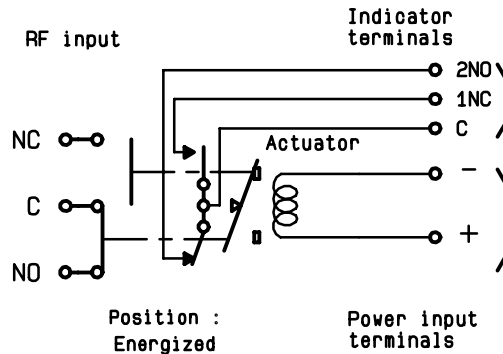 Indicator
terminals
RF input
2NO
1NC
C
Actuator
NC
C
NO
-
+
Position :
Energized
Power input
terminals